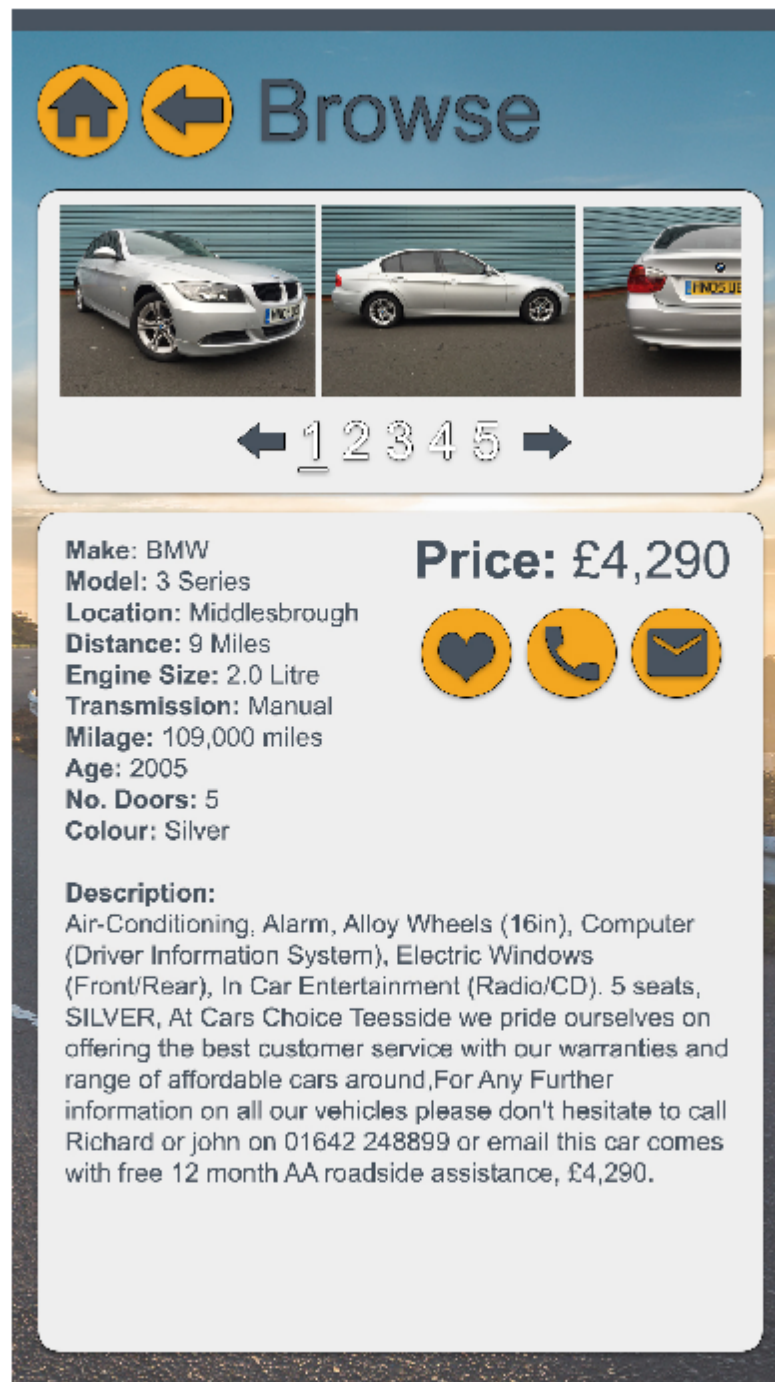 Browse
1 2 3 4 5
Make: BMW
Model: 3 Series
Location: Middlesbrough
Distance: 9 Miles
Engine Size: 2.0 Litre
Transmission: Manual
Milage: 109,000 miles
Age: 2005
No. Doors: 5
Colour: Silver
Price: £4,290
Description:
Air-Conditioning, Alarm, Alloy Wheels (16in), Computer
(Driver Information System), Electric Windows
(Front/Rear), In Car Entertainment (Radio/CD). 5 seats,
SILVER, At Cars Choice Teesside we pride ourselves on
offering the best customer service with our warranties and
range of affordable cars around,For Any Further
information on all our vehicles please don't hesitate to call
Richard or john on 01642 248899 or email this car comes
with free 12 month AA roadside assistance, £4,290.